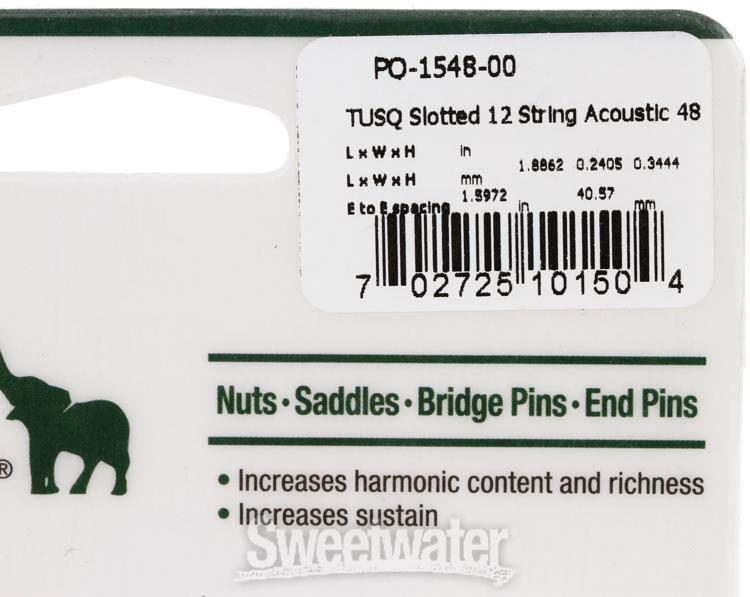 PO-1548-00
TUSQ Slotted 12 String Acoustic 48
L x W x H in 1.8862 0.2405 0.3444
L x W x H mm
E to E spacing 1.5972 in 40.57 mm
7 02725 10150 4
Nuts • Saddles • Bridge Pins • End Pins
®
• Increases harmonic content and richness
• Increases sustain
Sweetwater